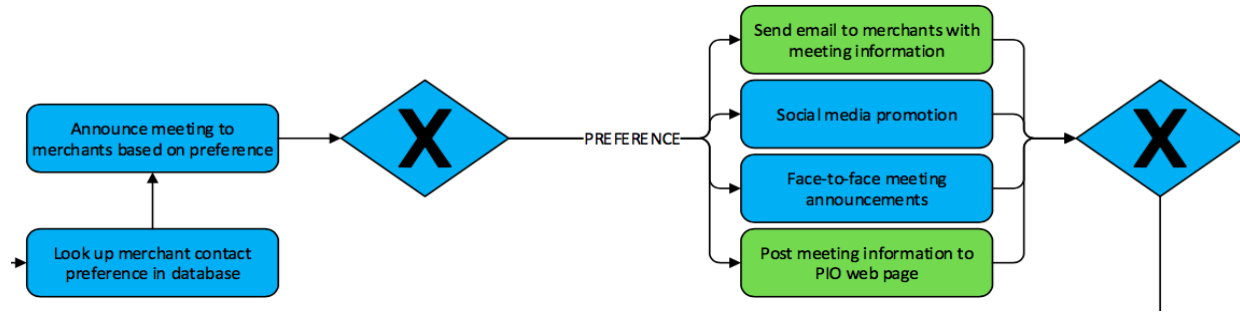 Announce meeting to
merchants based on preference
Look up merchant contact
preference in database
X
PREFERENCE
Send email to merchants with
meeting information
Social media promotion
Face-to-face meeting
announcements
Post meeting information to
PIO web page
X